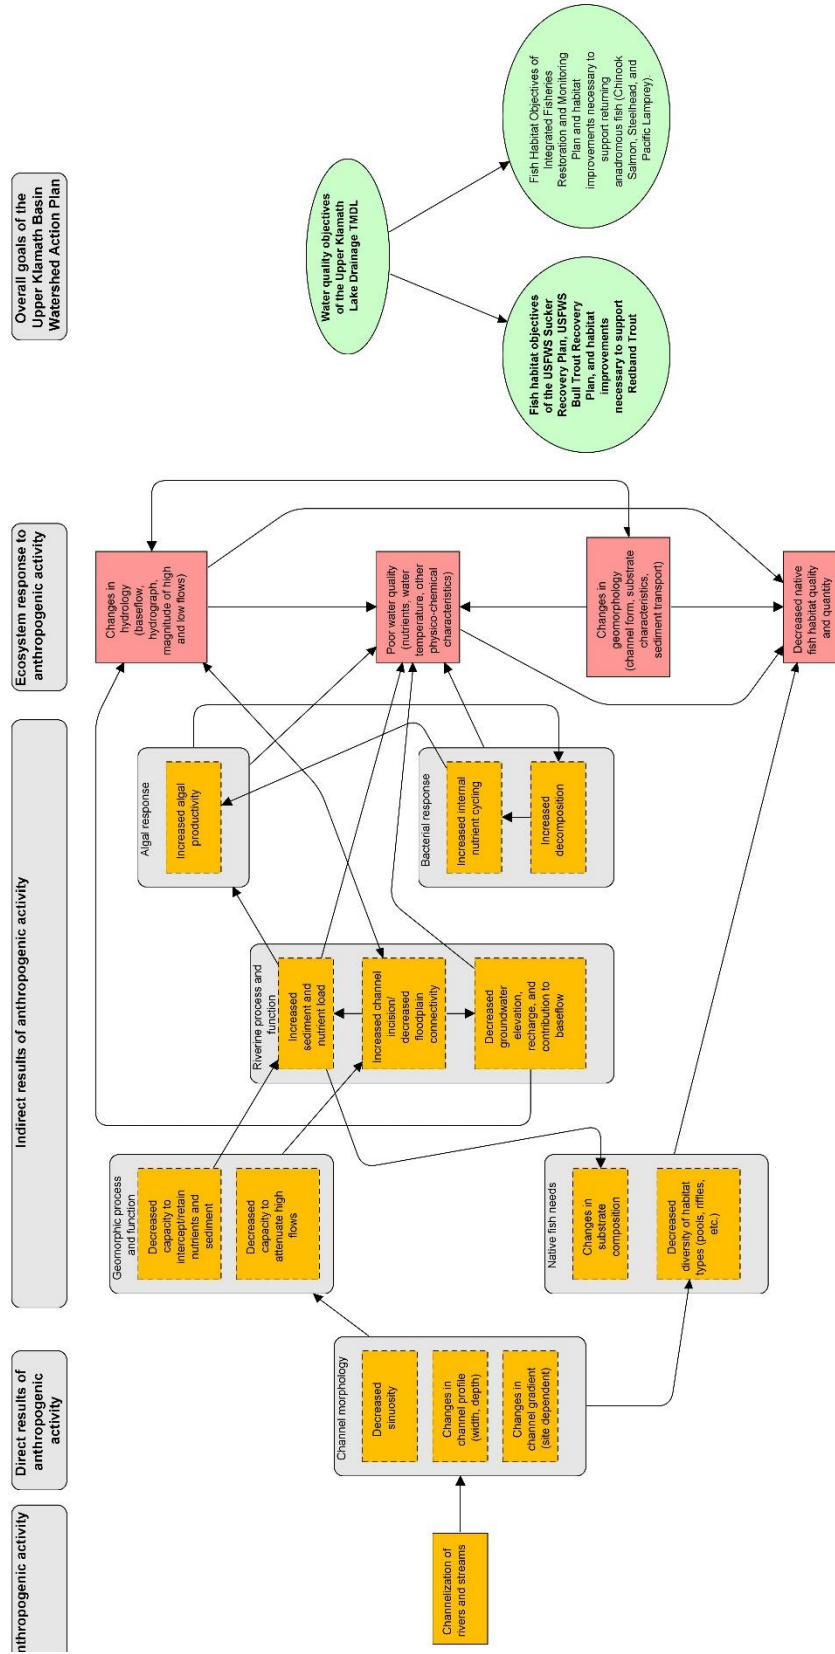 nthropogenic activity
Direct results of
anthropogenic
activity
Indirect results of anthropogenic activity
Ecosystem response to
anthropogenic activity
Overall goals of the
Upper Klamath Basin
Watershed Action Plan
Channelization of
rivers and streams
Channel morphology
Decreased
sinuosity
Changes in
channel profile
(width, depth)
Changes in
channel gradient
(site dependent)
Geomorphic process
and function
Decreased
capacity to
intercept/retain
nutrients and
sediment
Decreased
capacity to
attenuate high
flows
Native fish needs
Changes in
substrate
composition
Decreased
diversity of habitat
types (pools, riffles,
etc.)
Riverine process and
function
Increased
sediment and
nutrient load
Increased channel
incision/
decreased
floodplain
connectivity
Decreased
groundwater
elevation,
recharge, and
contribution to
baseflow
Algal response
Increased algal
productivity
Bacterial response
Increased internal
nutrient cycling
Increased
decomposition
Changes in
hydrology
(baseflow,
hydrograph,
magnitude of high
and low flows)
Poor water quality
(nutrients, water
temperature, other
physico-chemical
characteristics)
Changes in
geomorphology
(channel form, substrate
characteristics,
sediment transport)
Decreased native
fish habitat quality
and quantity
Water quality objectives
of the Upper Klamath
Lake Drainage TMDL
Fish habitat objectives
of the USFWS Sucker
Recovery Plan, USFWS
Bull Trout Recovery
Plan, and habitat
improvements
necessary to support
Redband Trout
Fish Habitat Objectives of
Integrated Fisheries
Restoration and Monitoring
Plan and habitat
improvements necessary to
support returning
anadromous fish (Chinook
Salmon, Steelhead, and
Pacific Lamprey).